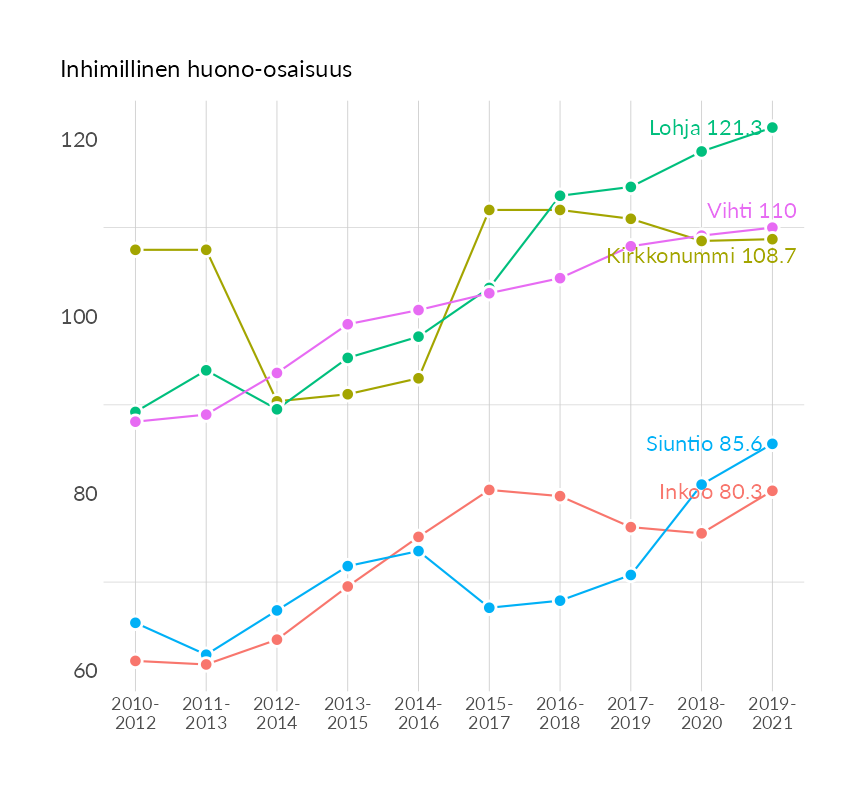 Inhimillinen huono-osaisuus
120
100
80
60
Lohja 121.3
Vihti 110
Kirkkonummi 108.7
Siuntio 85.6
Inkoo 80.3
2010- 2011- 2012- 2013- 2014- 2015- 2016- 2017- 2018- 2019-
2012 2013 2014 2015 2016 2017 2018 2019 2020 2021